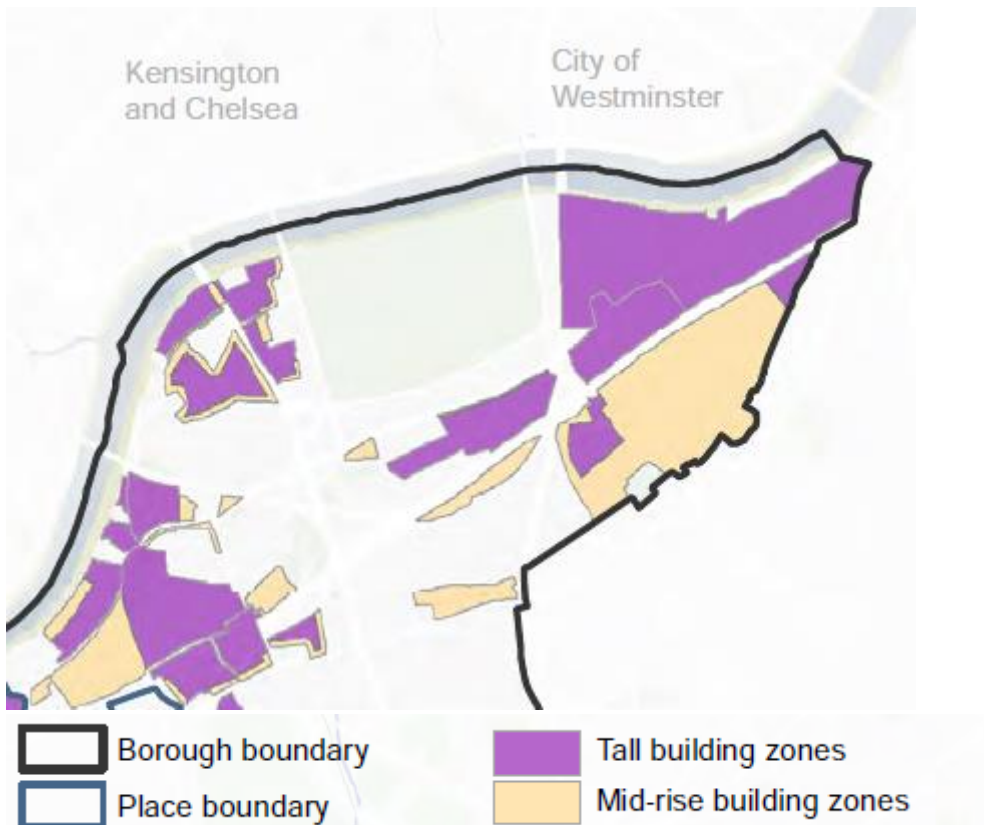 Kensington
and Chelsea
City of
Westminster
Borough boundary
Tall building zones
Place boundary
Mid-rise building zones